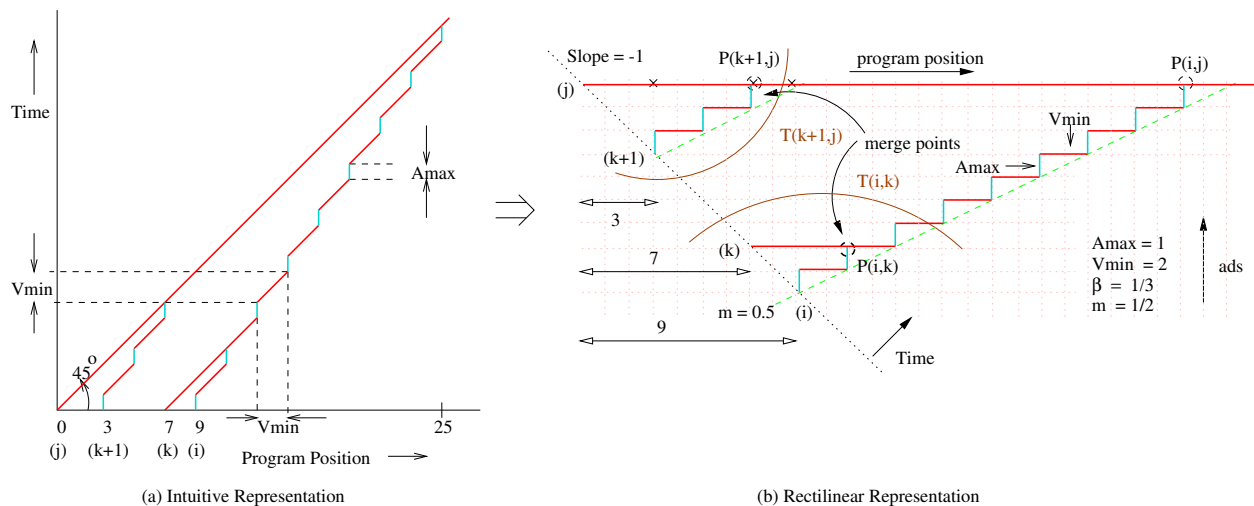 Time
Amax
Vmin
45°
0
3
7
9
Vmin
25
(j)
(k+1)
(k)
(i)
Program Position
(a) Intuitive Representation
Slope = -1
P(k+1,j)
program position
P(i,j)
(j)
T(k+1,j)
Vmin
(k+1)
merge points
Amax
T(i,k)
3
(k)
7
P(i,k)
Amax = 1
Vmin = 2
β = 1/3
m = 1/2
ads
m = 0.5
(i)
9
Time
(b) Rectilinear Representation